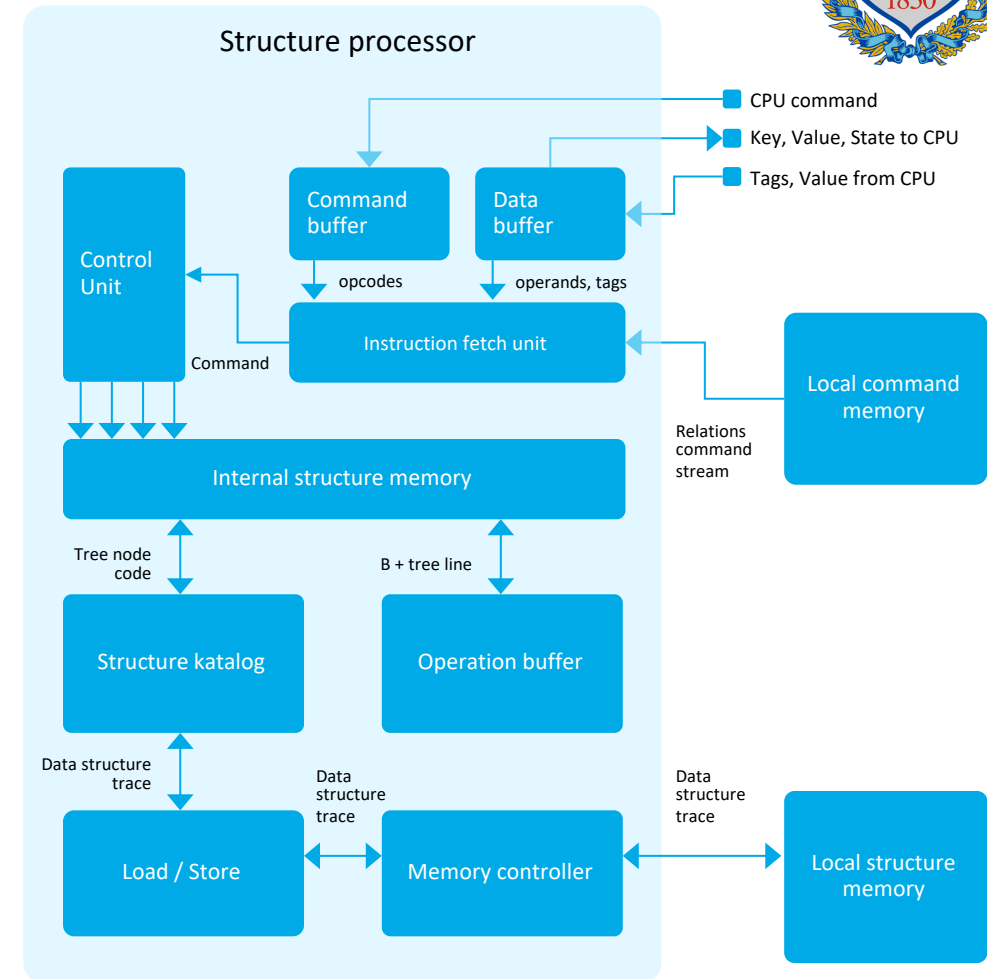 1830
Structure processor
CPU command
Key, Value, State to CPU
Tags, Value from CPU
Command
buffer
Data
buffer
Control
Unit
opcodes
operands, tags
Instruction fetch unit
Command
Local command
memory
Relations
command
stream
Internal structure memory
Tree node
code
B + tree line
Structure katalog
Operation buffer
Data structure
trace
Data
structure
trace
Data
structure
trace
Load / Store
Memory controller
Local structure
memory